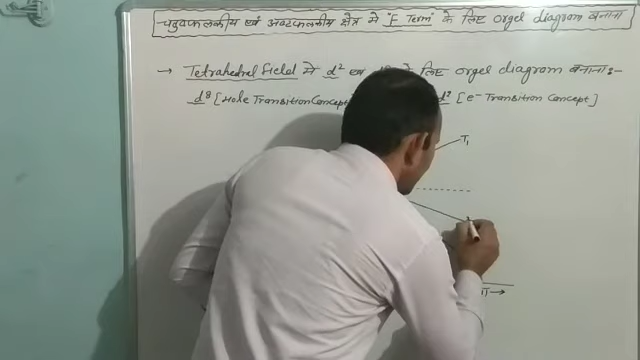 चतुष्फलकीय एवं अष्टफलकीय क्षेत्र में "F Term" के लिए orgel diagram बनाना
→ Tetrahedral field में d² एवं के लिए orgel diagram बनाना :-
d⁸ [Hole Transition Concept d² [e⁻ Transition Concept]
T₁